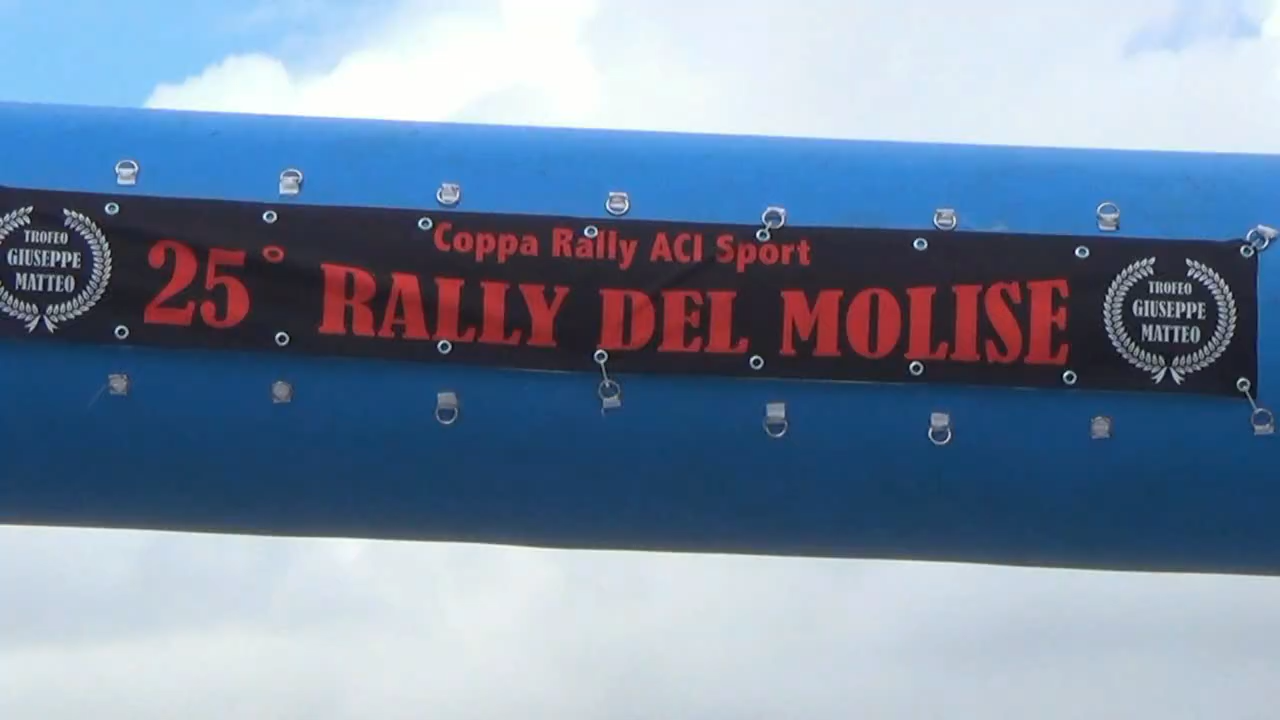 TROFEO
GIUSEPPE
MATTEO
Coppa Rally ACI Sport
25° RALLY DEL MOLISE
TROFEO
GIUSEPPE
MATTEO